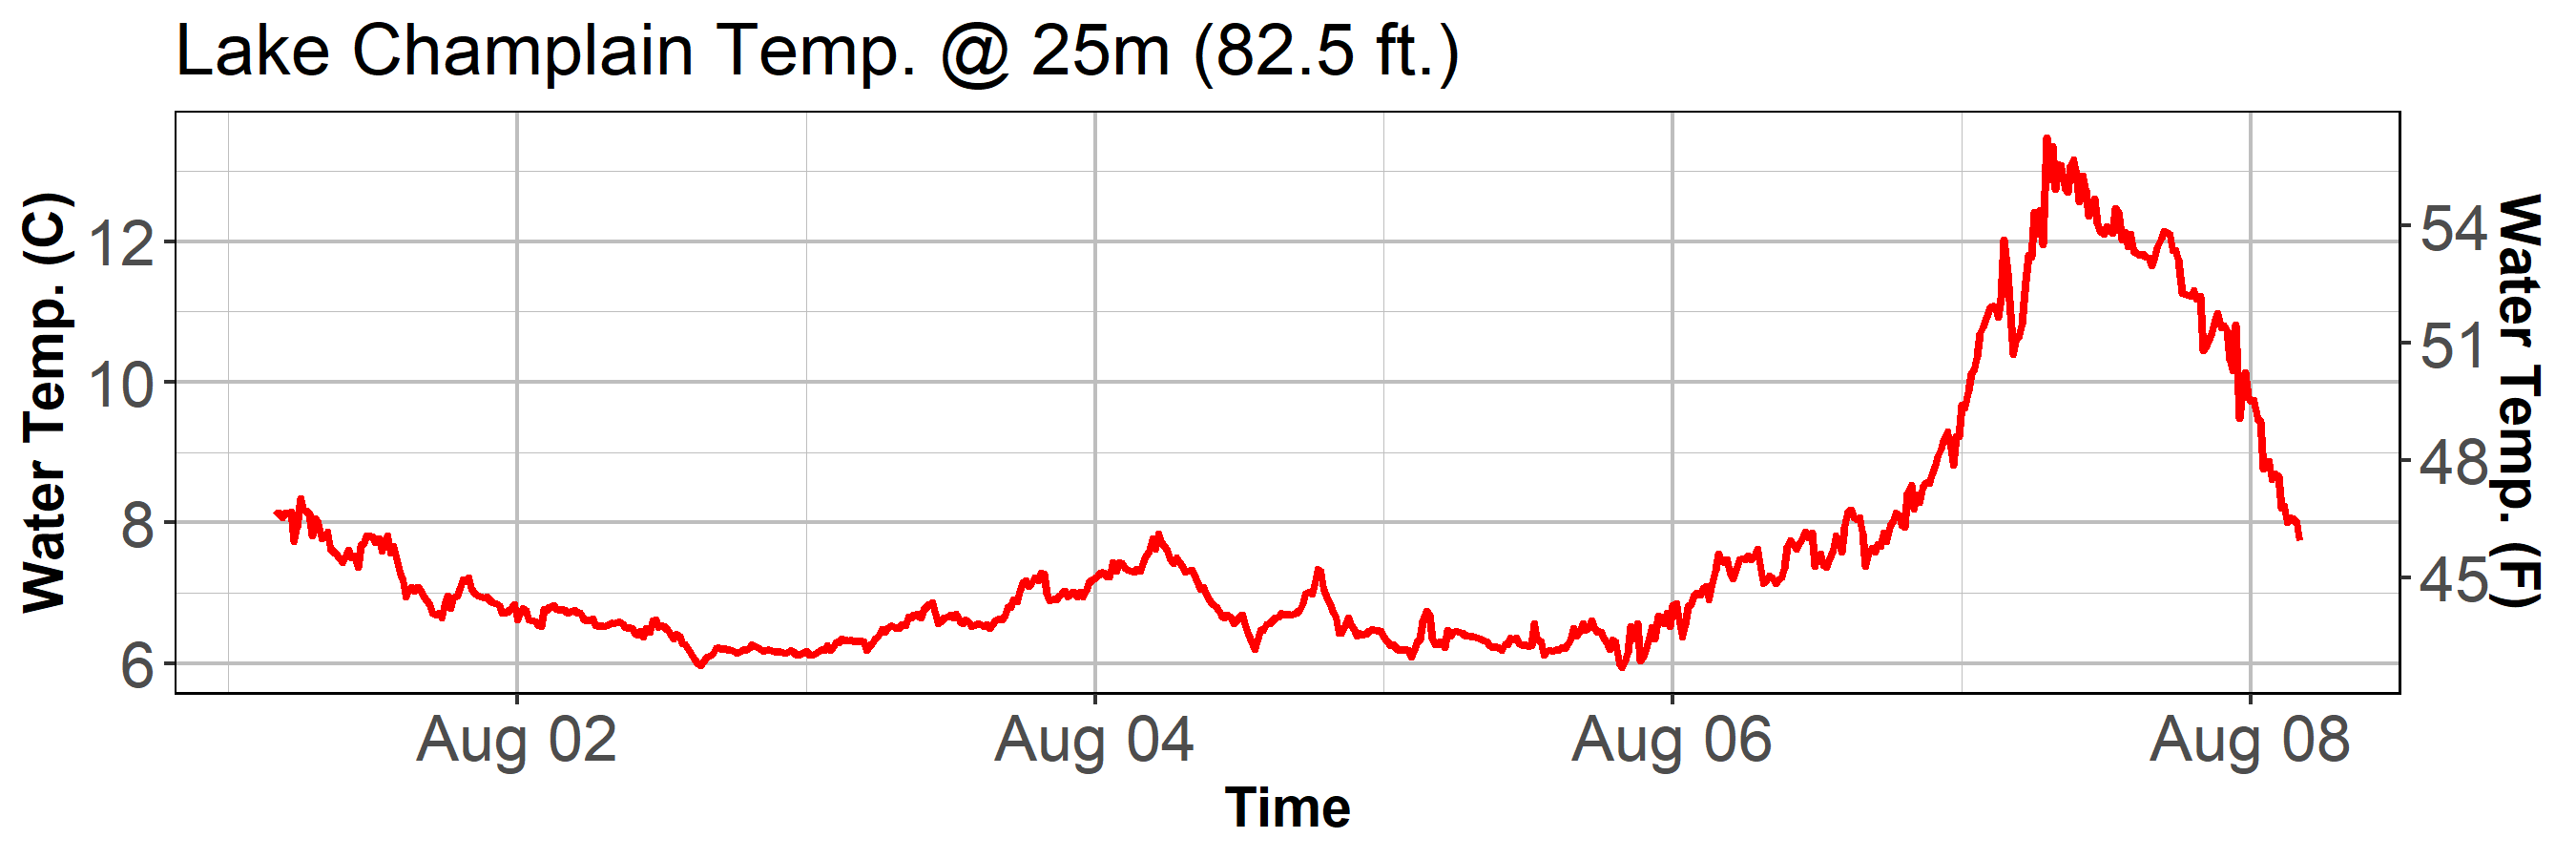 Lake Champlain Temp. @ 25m (82.5 ft.)
Water Temp. (C)
12
10
8
6
54
51
48
45
Water Temp. (F)
Aug 02 Aug 04 Aug 06 Aug 08
Time